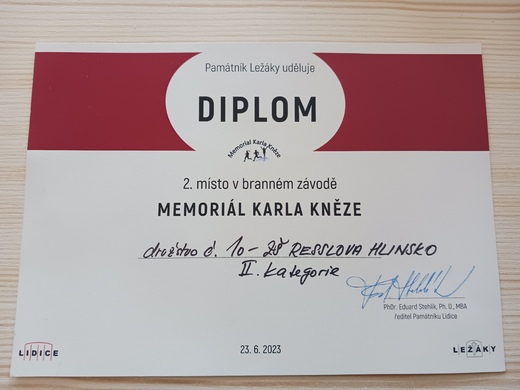 Památník Ležáky uděluje
DIPLOM
Memoriál Karla Kněze
2. místo v branném závodě
MEMORIÁL KARLA KNĚZE
družstvo č. 10 - ZŠ RESSLOVA HLINSKO
II. kategorie
PhDr. Eduard Stehlík, Ph. D., MBA
ředitel Památníku Lidice
LIDICE
23. 6. 2023
LEŽÁKY